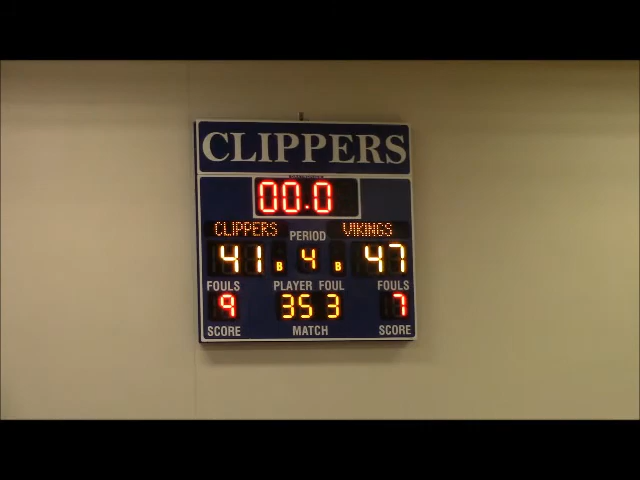 CLIPPERS
00.0
CLIPPERS PERIOD VIKINGS
41 B 4 B 47
FOULS PLAYER FOUL FOULS
9 35 3 7
SCORE MATCH SCORE